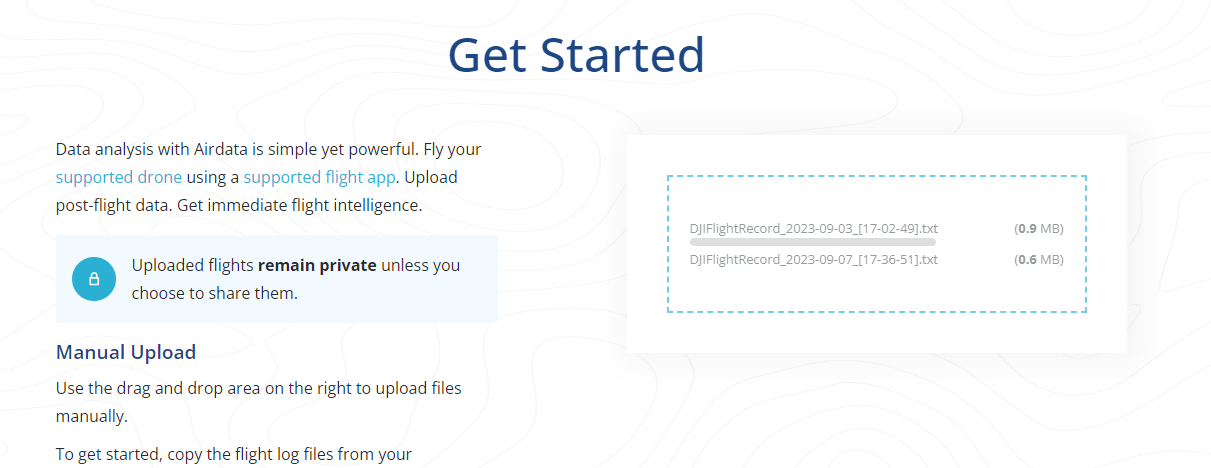 Get Started
Data analysis with Airdata is simple yet powerful. Fly your
supported drone using a supported flight app. Upload
post-flight data. Get immediate flight intelligence.
Uploaded flights remain private unless you
choose to share them.
Manual Upload
Use the drag and drop area on the right to upload files
manually.
To get started, copy the flight log files from your
DJIFlightRecord_2023-09-03_[17-02-49].txt (0.9 MB)
DJIFlightRecord_2023-09-07_[17-36-51].txt (0.6 MB)